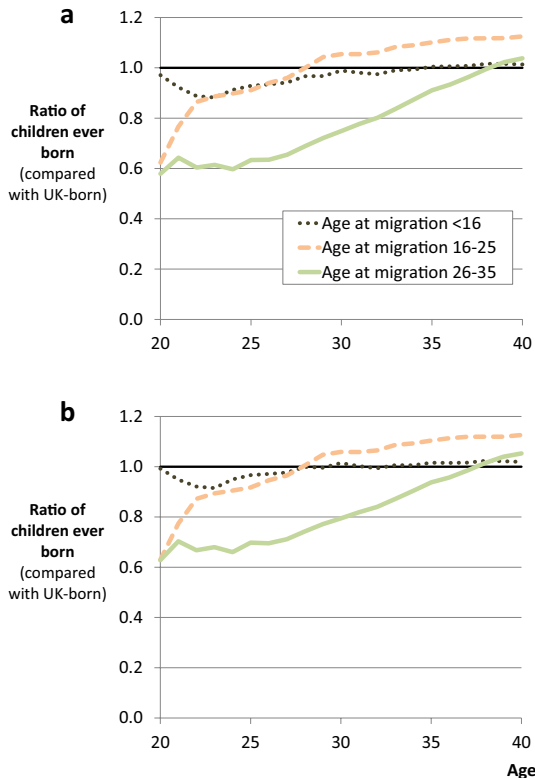 a
1.2
1.0
0.8
0.6
0.4
0.2
0.0
Ratio of
children ever
born
(compared
with UK-born)
Age at migration <16
Age at migration 16-25
Age at migration 26-35
20 25 30 35 40
b
1.2
1.0
0.8
0.6
0.4
0.2
0.0
Ratio of
children ever
born
(compared
with UK-born)
20 25 30 35 40
Age